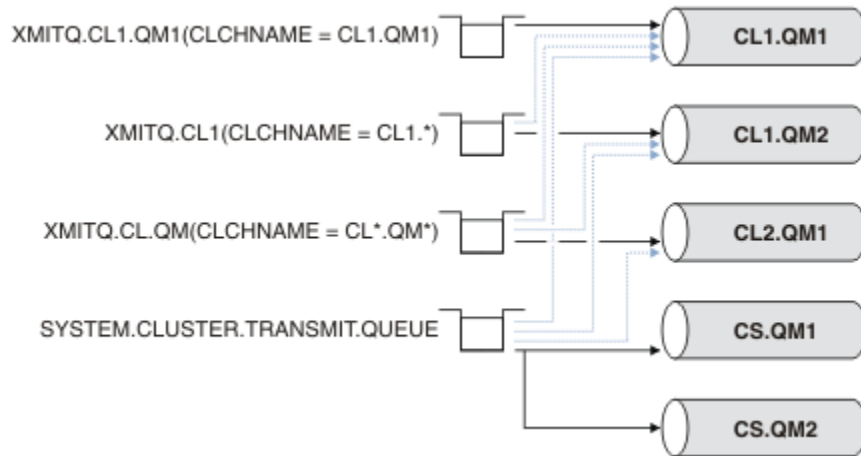 XMITQ.CL1.QM1(CLCHNAME = CL1.QM1)
CL1.QM1
XMITQ.CL1(CLCHNAME = CL1.*)
CL1.QM2
XMITQ.CL.QM(CLCHNAME = CL*.QM*)
CL2.QM1
SYSTEM.CLUSTER.TRANSMIT.QUEUE
CS.QM1
CS.QM2